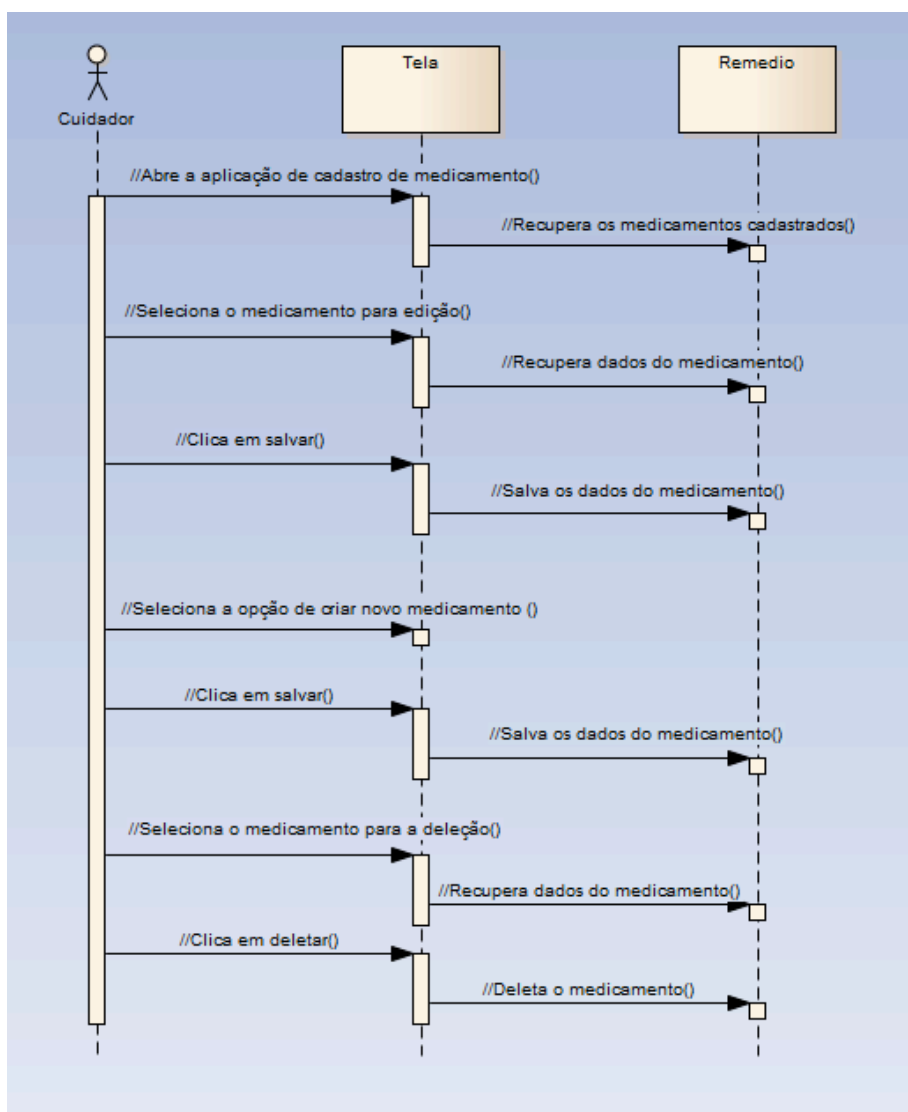 Cuidador
Tela
Remedio
//Abre a aplicação de cadastro de medicamento()
//Recupera os medicamentos cadastrados()
//Seleciona o medicamento para edição()
//Recupera dados do medicamento()
//Clica em salvar()
//Salva os dados do medicamento()
//Seleciona a opção de criar novo medicamento ()
//Clica em salvar()
//Salva os dados do medicamento()
//Seleciona o medicamento para a deleção()
//Recupera dados do medicamento()
//Clica em deletar()
//Deleta o medicamento()